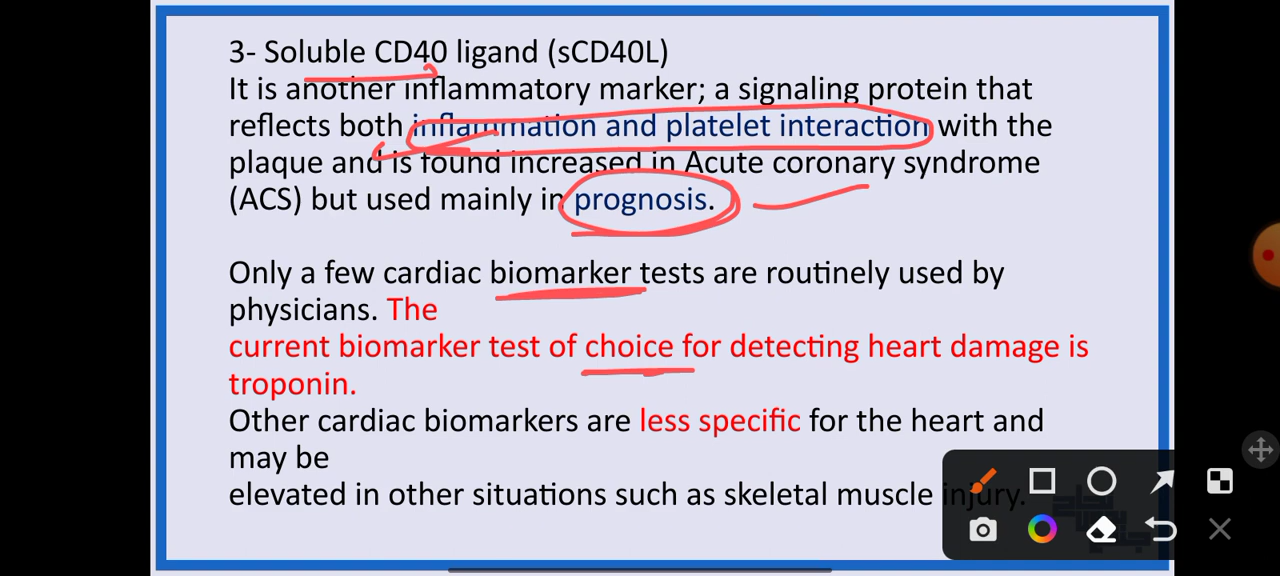 3- Soluble CD40 ligand (sCD40L)
It is another inflammatory marker; a signaling protein that
reflects both inflammation and platelet interaction with the
plaque and is found increased in Acute coronary syndrome
(ACS) but used mainly in prognosis.
Only a few cardiac biomarker tests are routinely used by
physicians. The
current biomarker test of choice for detecting heart damage is
troponin.
Other cardiac biomarkers are less specific for the heart and
may be
elevated in other situations such as skeletal muscle injury.